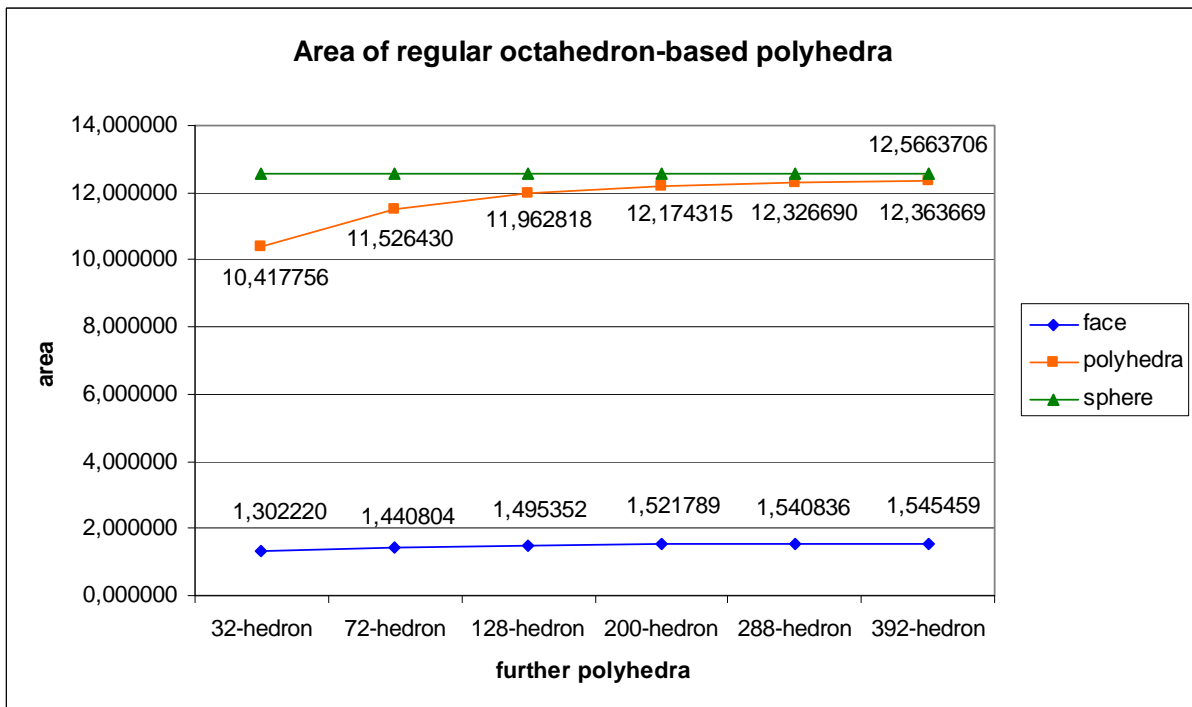 Area of regular octahedron-based polyhedra
14,000000
12,000000
10,000000
8,000000
6,000000
4,000000
2,000000
0,000000
area
12,5663706
10,417756
11,526430
11,962818
12,174315
12,326690
12,363669
1,302220
1,440804
1,495352
1,521789
1,540836
1,545459
32-hedron
72-hedron
128-hedron
200-hedron
288-hedron
392-hedron
further polyhedra
face
polyhedra
sphere